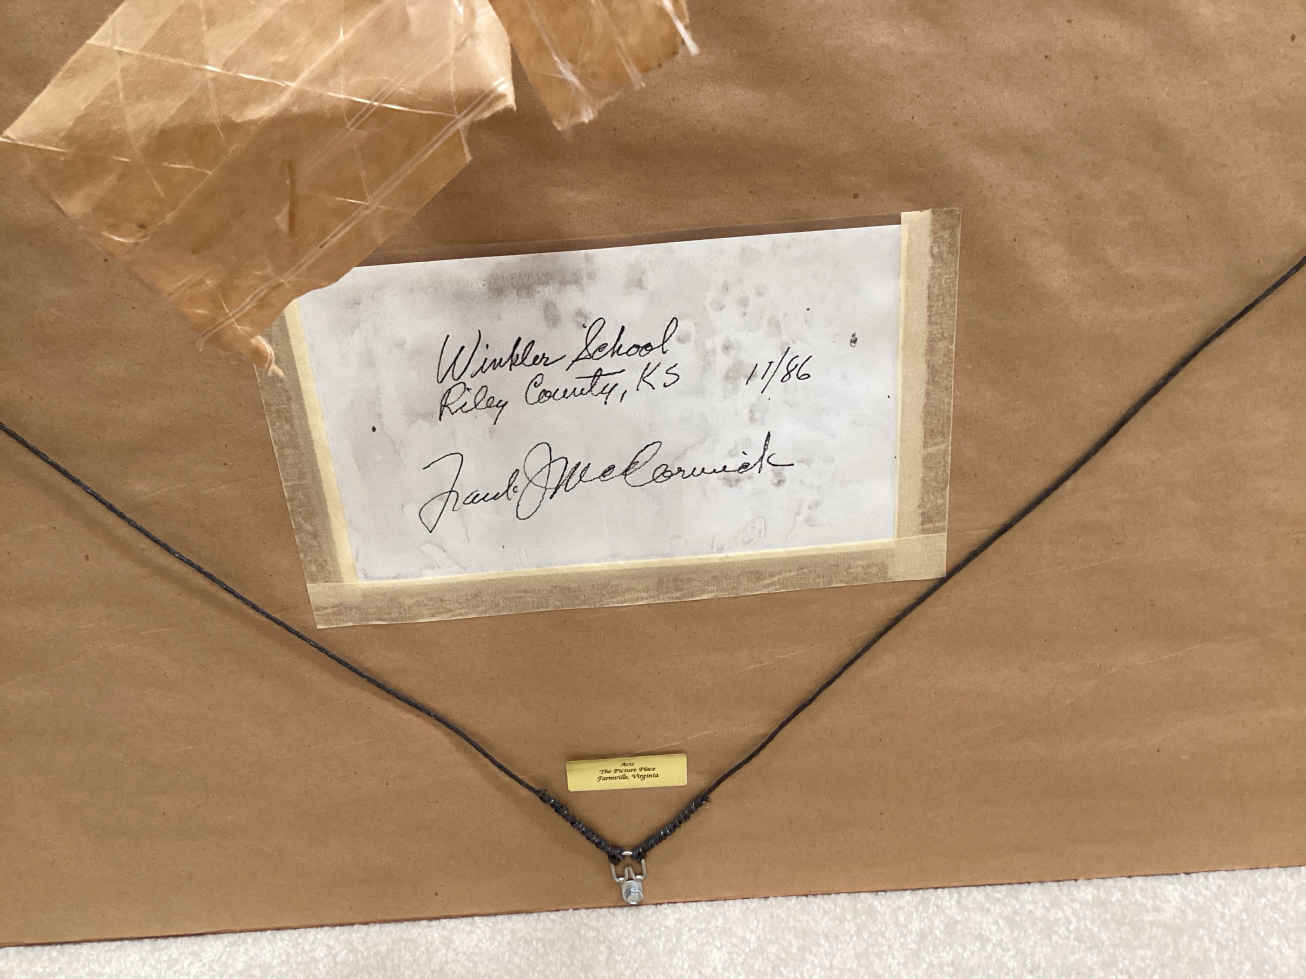 Winkler School
Riley County, KS 11/86
Frank J McCormick
The Picture Place
Farmville, Virginia